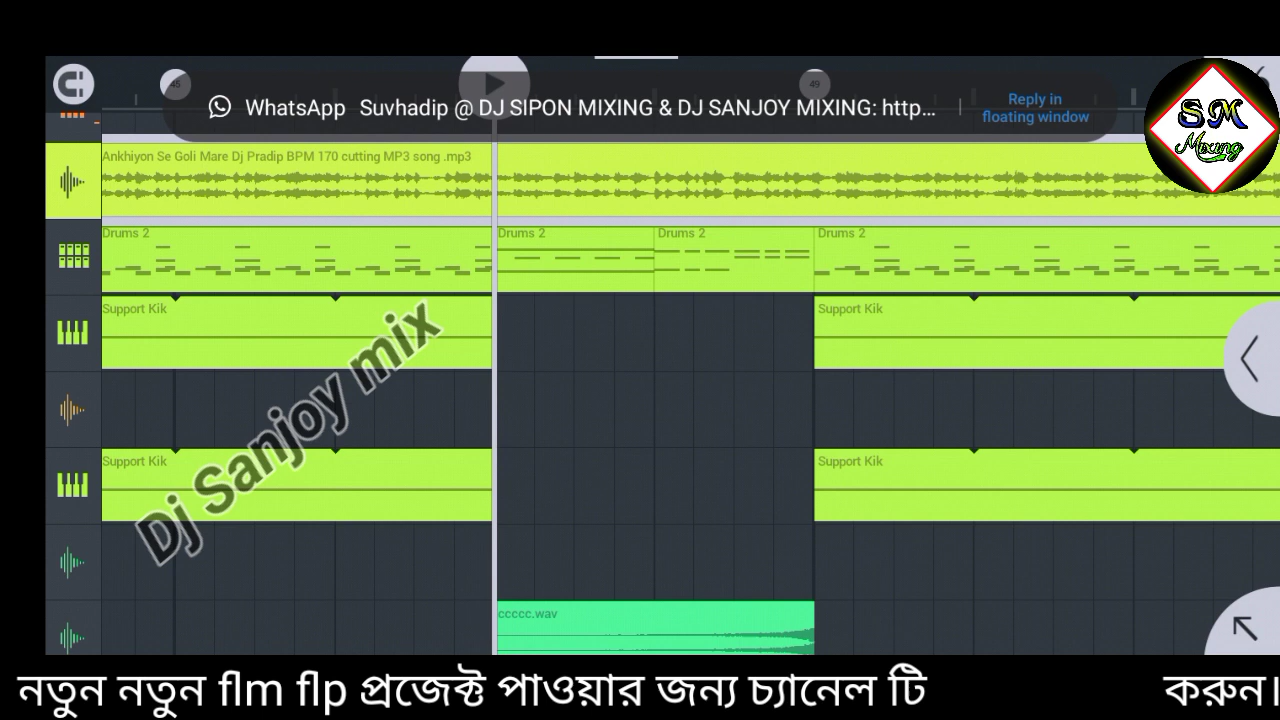 45
49
WhatsApp Suvhadip @ DJ SIPON MIXING & DJ SANJOY MIXING: http...
Reply in
floating window
SM
Mixing
Ankhiyon Se Goli Mare Dj Pradip BPM 170 cutting MP3 song .mp3
Drums 2
Drums 2
Drums 2
Drums 2
Support Kik
Support Kik
Dj Sanjoy mix
Support Kik
Support Kik
ccccc.wav
নতুন নতুন flm flp প্রজেক্ট পাওয়ার জন্য চ্যানেল টি করুন।